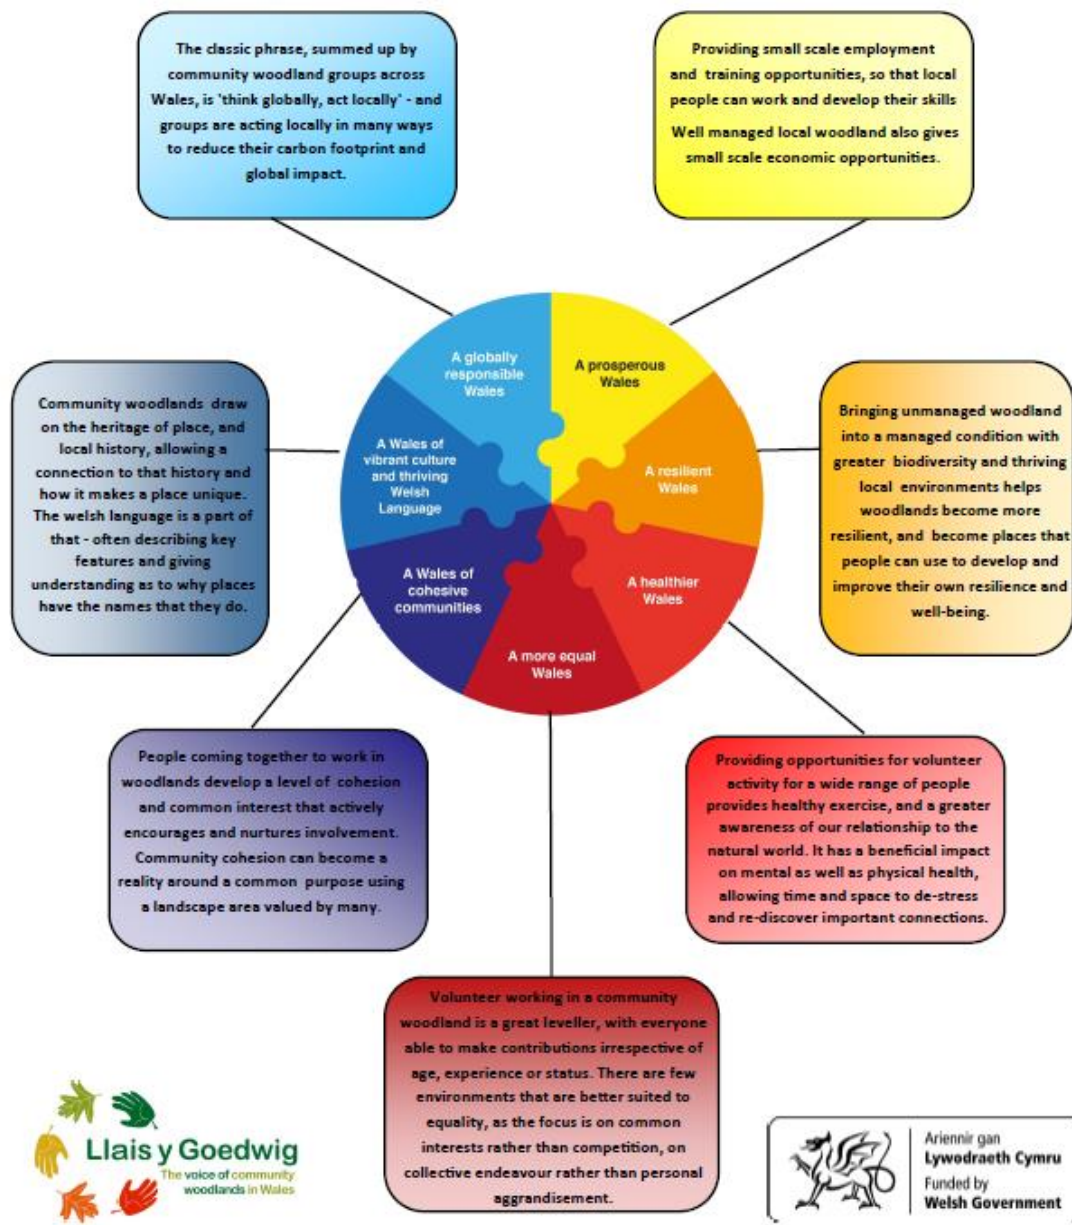 The classic phrase, summed up by
community woodland groups across
Wales, is 'think globally, act locally' - and
groups are acting locally in many ways
to reduce their carbon footprint and
global impact.
Providing small scale employment
and training opportunities, so that local
people can work and develop their skills
Well managed local woodland also gives
small scale economic opportunities.
A globally
responsible
Wales
A prosperous
Wales
Community woodlands draw
on the heritage of place, and
local history, allowing a
connection to that history and
how it makes a place unique.
The welsh language is a part of
that - often describing key
features and giving
understanding as to why places
have the names that they do.
A Wales of
vibrant culture
and thriving
Welsh
Language
A resilient
Wales
Bringing unmanaged woodland
into a managed condition with
greater biodiversity and thriving
local environments helps
woodlands become more
resilient, and become places that
people can use to develop and
improve their own resilience and
well-being.
A Wales of
cohesive
communities
A healthier
Wales
A more equal
Wales
People coming together to work in
woodlands develop a level of cohesion
and common interest that actively
encourages and nurtures involvement.
Community cohesion can become a
reality around a common purpose using
a landscape area valued by many.
Providing opportunities for volunteer
activity for a wide range of people
provides healthy exercise, and a greater
awareness of our relationship to the
natural world. It has a beneficial impact
on mental as well as physical health,
allowing time and space to de-stress
and re-discover important connections.
Volunteer working in a community
woodland is a great leveller, with everyone
able to make contributions irrespective of
age, experience or status. There are few
environments that are better suited to
equality, as the focus is on common
interests rather than competition, on
collective endeavour rather than personal
aggrandisement.
Llais y Goedwig
The voice of community
woodlands in Wales
Ariennir gan
Lywodraeth Cymru
Funded by
Welsh Government